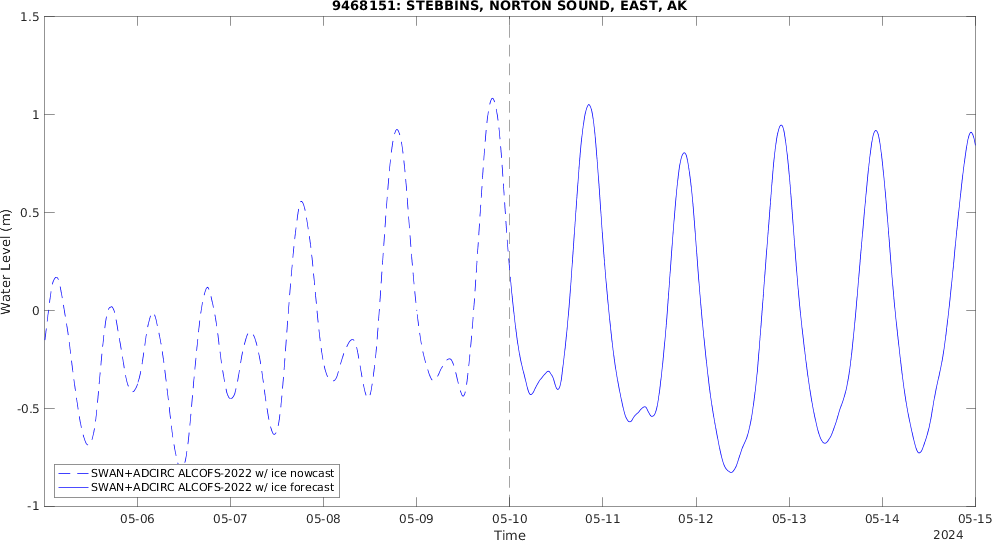 9468151: STEBBINS, NORTON SOUND, EAST, AK
1.5
1
0.5
0
-0.5
-1
Water Level (m)
SWAN+ADCIRC ALCOFS-2022 w/ ice nowcast
SWAN+ADCIRC ALCOFS-2022 w/ ice forecast
05-06 05-07 05-08 05-09 05-10 05-11 05-12 05-13 05-14 05-15
Time
2024